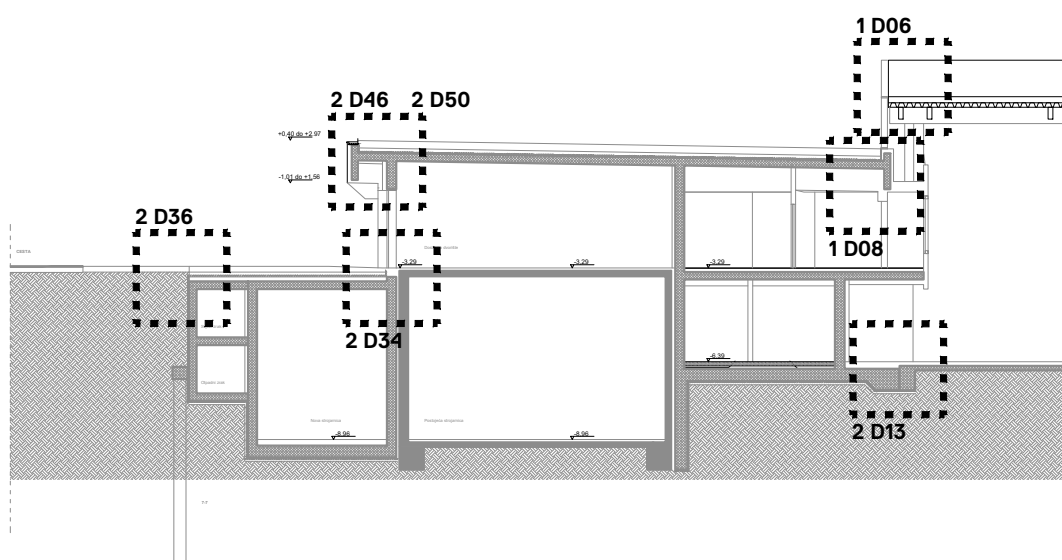 1 D06
2 D46 2 D50
+0,40 do +2,97
-1,01 do +1,56
1 D08
2 D36
CESTA
-3.29 -3.29 -3.29
2 D34
-6.39
2 D13
-8.96 -8.96